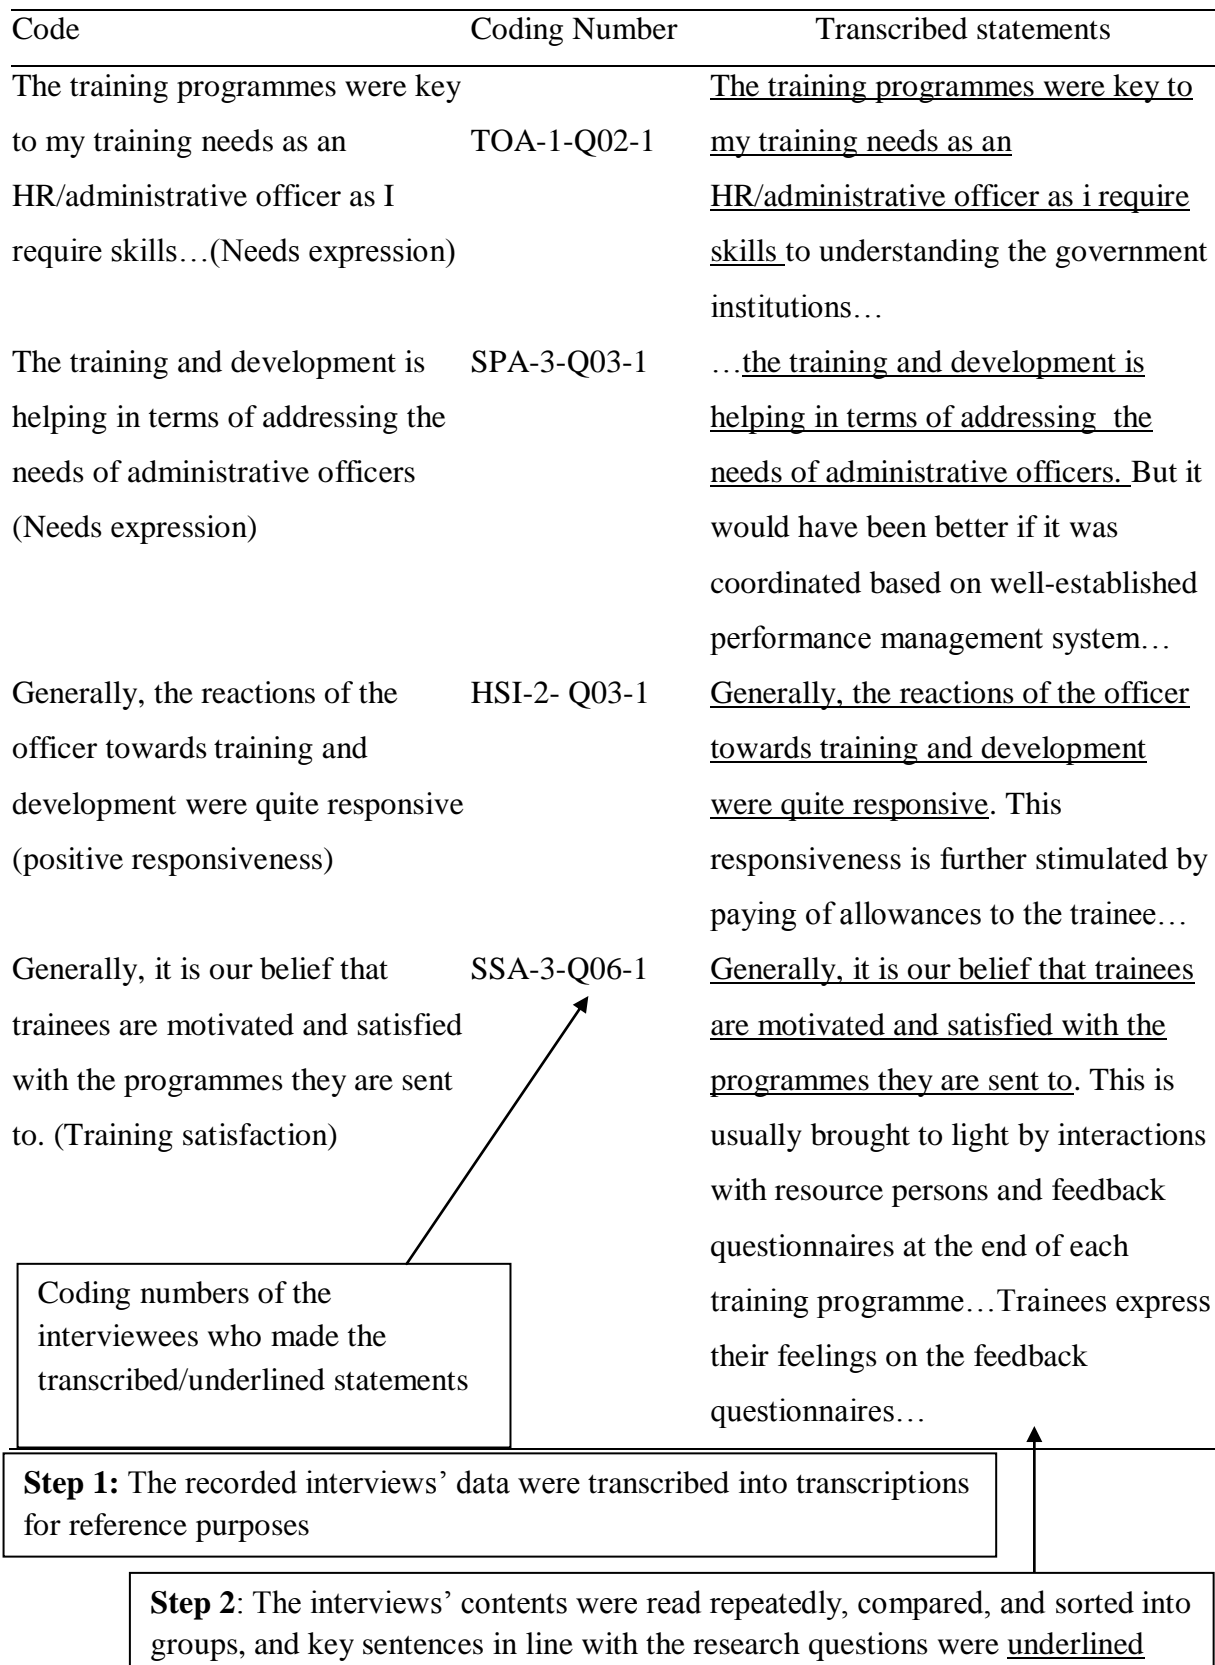 Code Coding Number Transcribed statements
The training programmes were key
to my training needs as an
HR/administrative officer as I
require skills…(Needs expression)
TOA-1-Q02-1
The training programmes were key to
my training needs as an
HR/administrative officer as i require
skills to understanding the government
institutions…
The training and development is
helping in terms of addressing the
needs of administrative officers
(Needs expression)
SPA-3-Q03-1
…the training and development is
helping in terms of addressing the
needs of administrative officers. But it
would have been better if it was
coordinated based on well-established
performance management system…
Generally, the reactions of the
officer towards training and
development were quite responsive
(positive responsiveness)
HSI-2- Q03-1
Generally, the reactions of the officer
towards training and development
were quite responsive. This
responsiveness is further stimulated by
paying of allowances to the trainee…
Generally, it is our belief that
trainees are motivated and satisfied
with the programmes they are sent
to. (Training satisfaction)
SSA-3-Q06-1
Generally, it is our belief that trainees
are motivated and satisfied with the
programmes they are sent to. This is
usually brought to light by interactions
with resource persons and feedback
questionnaires at the end of each
training programme…Trainees express
their feelings on the feedback
questionnaires…
Coding numbers of the
interviewees who made the
transcribed/underlined statements
Step 1: The recorded interviews’ data were transcribed into transcriptions
for reference purposes
Step 2: The interviews’ contents were read repeatedly, compared, and sorted into
groups, and key sentences in line with the research questions were underlined